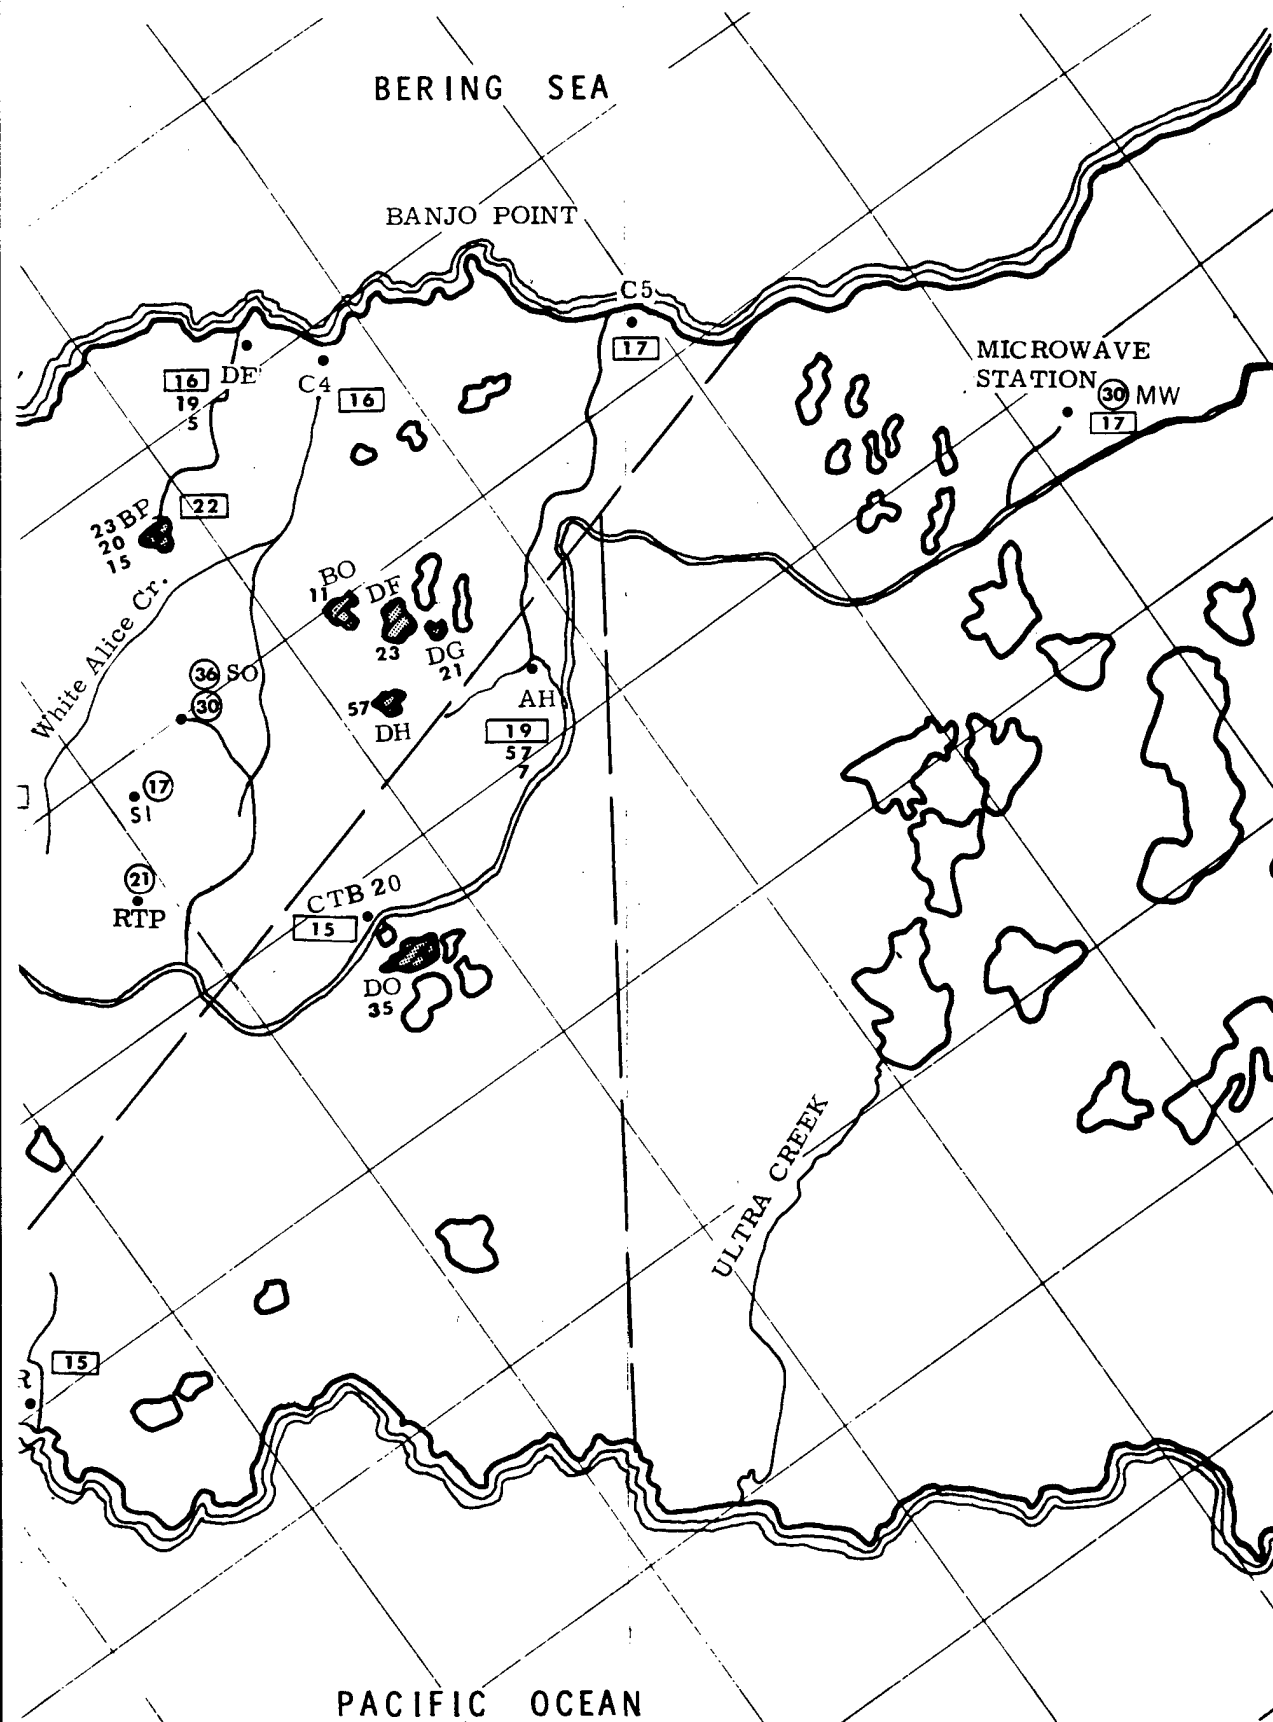 BERING SEA
BANJO POINT
C5
17
MICROWAVE
STATION
30 MW
17
16 DE
19
5
C4
16
22
23 BP
20
15
White Alice Cr.
BO
11
DF
23
DG
21
36 SO
30
57
DH
AH
19
57
7
17
SI
21
RTP
CTB 20
15
DO
35
ULTRA CREEK
15
R
PACIFIC OCEAN